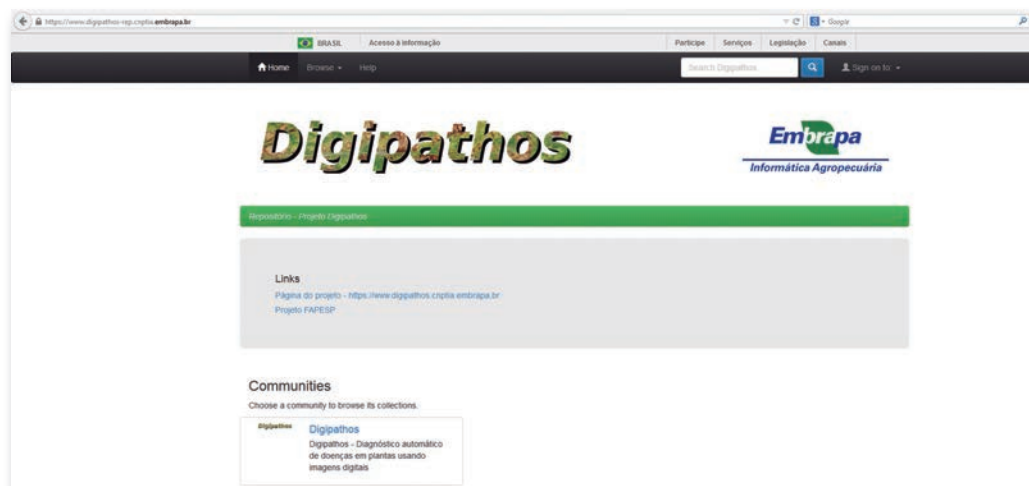 https://www.digipathos-rep.cnptia.embrapa.br
Google
BRASIL Acesso à informação Participe Serviços Legislação Canais
Home Browse Help Search Digipathos Sign on to:
Digipathos
Embrapa
Informática Agropecuária
Repositório - Projeto Digipathos
Links
Página do projeto - https://www.digipathos.cnptia.embrapa.br
Projeto FAPESP
Communities
Choose a community to browse its collections.
Digipathos
Digipathos
Digipathos - Diagnóstico automático
de doenças em plantas usando
imagens digitais